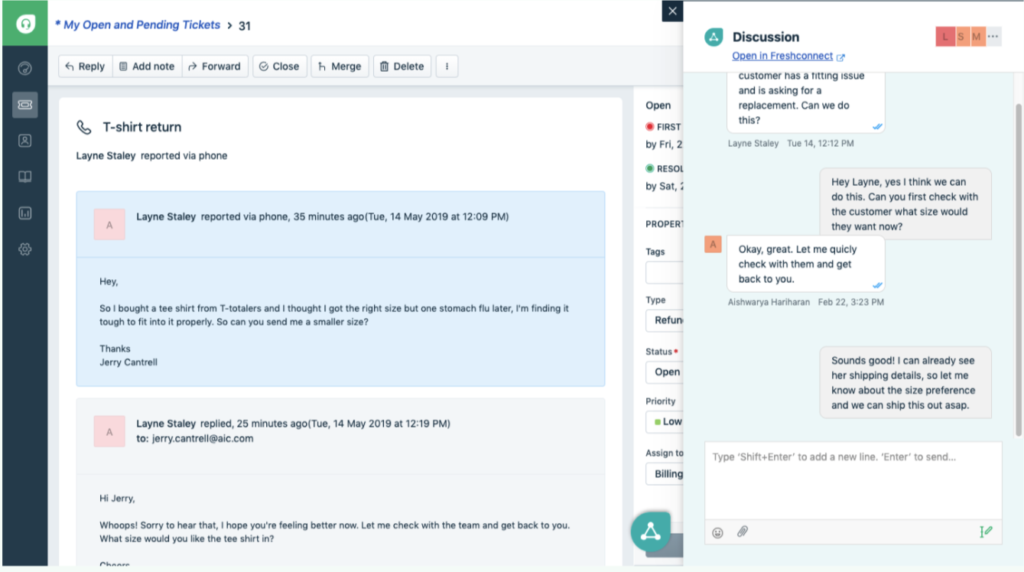 * My Open and Pending Tickets > 31
Reply Add note Forward Close Merge Delete
T-shirt return
Layne Staley reported via phone
A
Layne Staley reported via phone, 35 minutes ago(Tue, 14 May 2019 at 12:09 PM)
Hey,
So I bought a tee shirt from T-totalers and I thought I got the right size but one stomach flu later, I'm finding it
tough to fit into it properly. So can you send me a smaller size?
Thanks
Jerry Cantrell
A
Layne Staley replied, 25 minutes ago(Tue, 14 May 2019 at 12:19 PM)
to: jerry.cantrell@aic.com
Hi Jerry,
Whoops! Sorry to hear that, I hope you're feeling better now. Let me check with the team and get back to you.
What size would you like the tee shirt in?
Cheers
Open
FIRST
by Fri, 2
RESOL
by Sat, 2
PROPERT
Tags
Type
Refun
Status*
Open
Priority
Low
Assign to
Billing
Discussion
Open in Freshconnect
L S M ...
customer has a fitting issue
and is asking for a
replacement. Can we do
this?
Layne Staley Tue 14, 12:12 PM
Hey Layne, yes I think we can
do this. Can you first check with
the customer what size would
they want now?
A
Okay, great. Let me quicly
check with them and get
back to you.
Aishwarya Hariharan Feb 22, 3:23 PM
Sounds good! I can already see
her shipping details, so let me
know about the size preference
and we can ship this out asap.
Type 'Shift+Enter' to add a new line. 'Enter' to send...